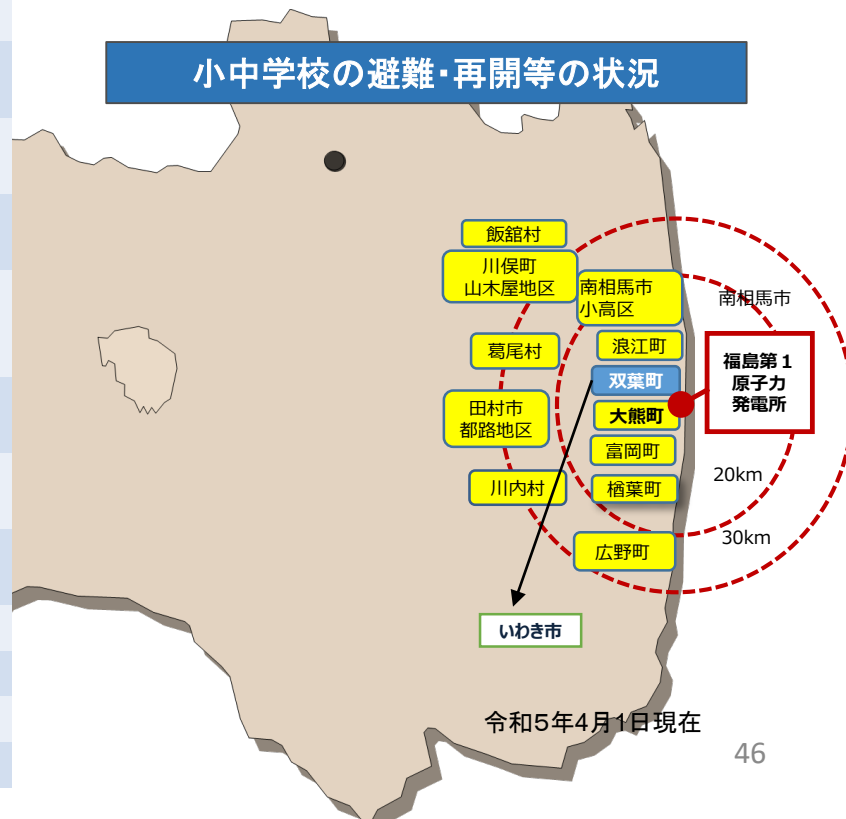 小中学校の避難・再開等の状況
飯舘村
川俣町
山木屋地区
南相馬市
小高区
南相馬市
浪江町
葛尾村
福島第１
原子力
発電所
双葉町
大熊町
田村市
都路地区
富岡町
20km
川内村
楢葉町
30km
広野町
いわき市
令和5年4月1日現在
46